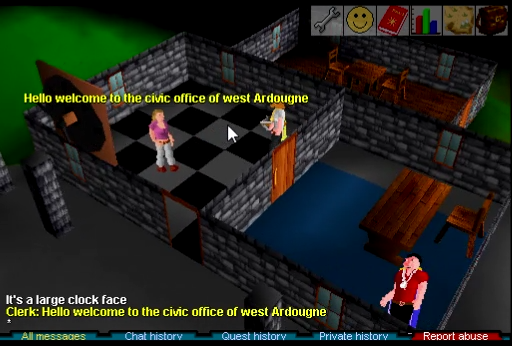 Hello welcome to the civic office of west Ardougne
It's a large clock face
Clerk: Hello welcome to the civic office of west Ardougne
*
All messages
Chat history
Quest history
Private history
Report abuse